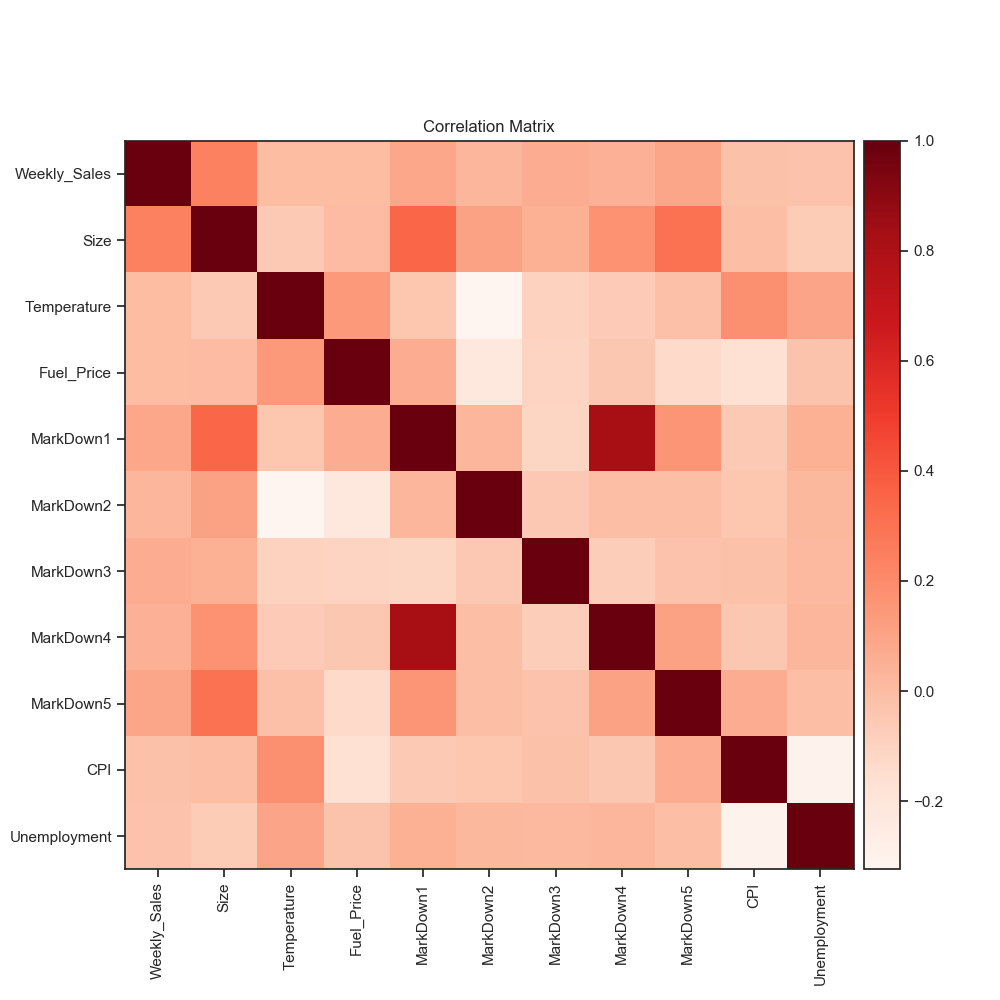 Correlation Matrix
Weekly_Sales
Size
Temperature
Fuel_Price
MarkDown1
MarkDown2
MarkDown3
MarkDown4
MarkDown5
CPI
Unemployment
Weekly_Sales
Size
Temperature
Fuel_Price
MarkDown1
MarkDown2
MarkDown3
MarkDown4
MarkDown5
CPI
Unemployment
1.0
0.8
0.6
0.4
0.2
0.0
−0.2